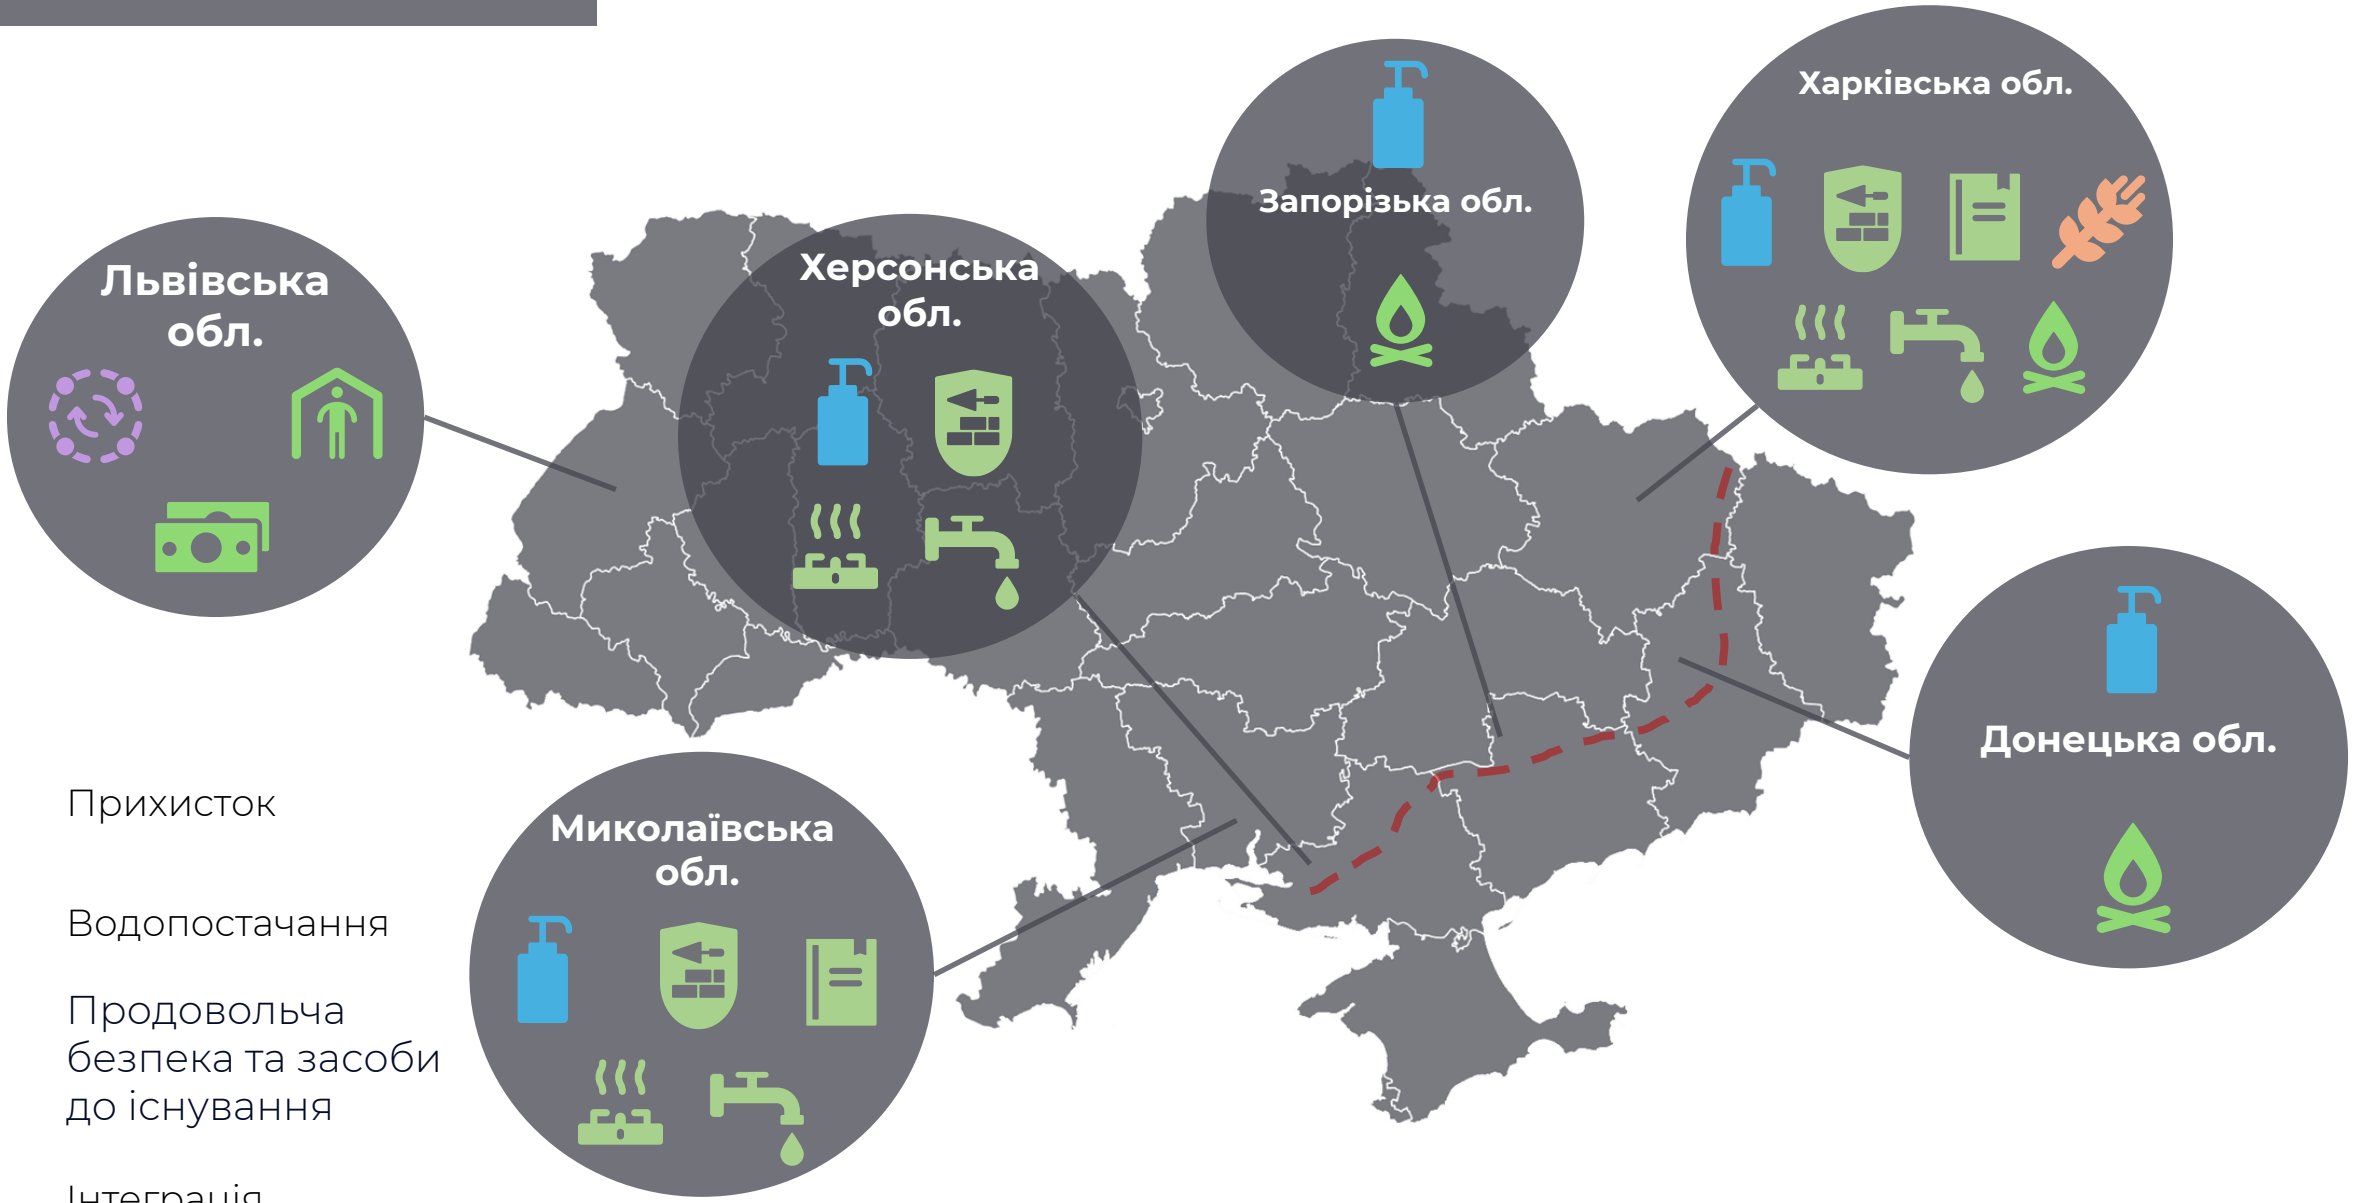 Львівська
обл.
Херсонська
обл.
Запорізька обл.
Харківська обл.
Донецька обл.
Миколаївська
обл.
Прихисток
Водопостачання
Продовольча
безпека та засоби
до існування
Інтеграція